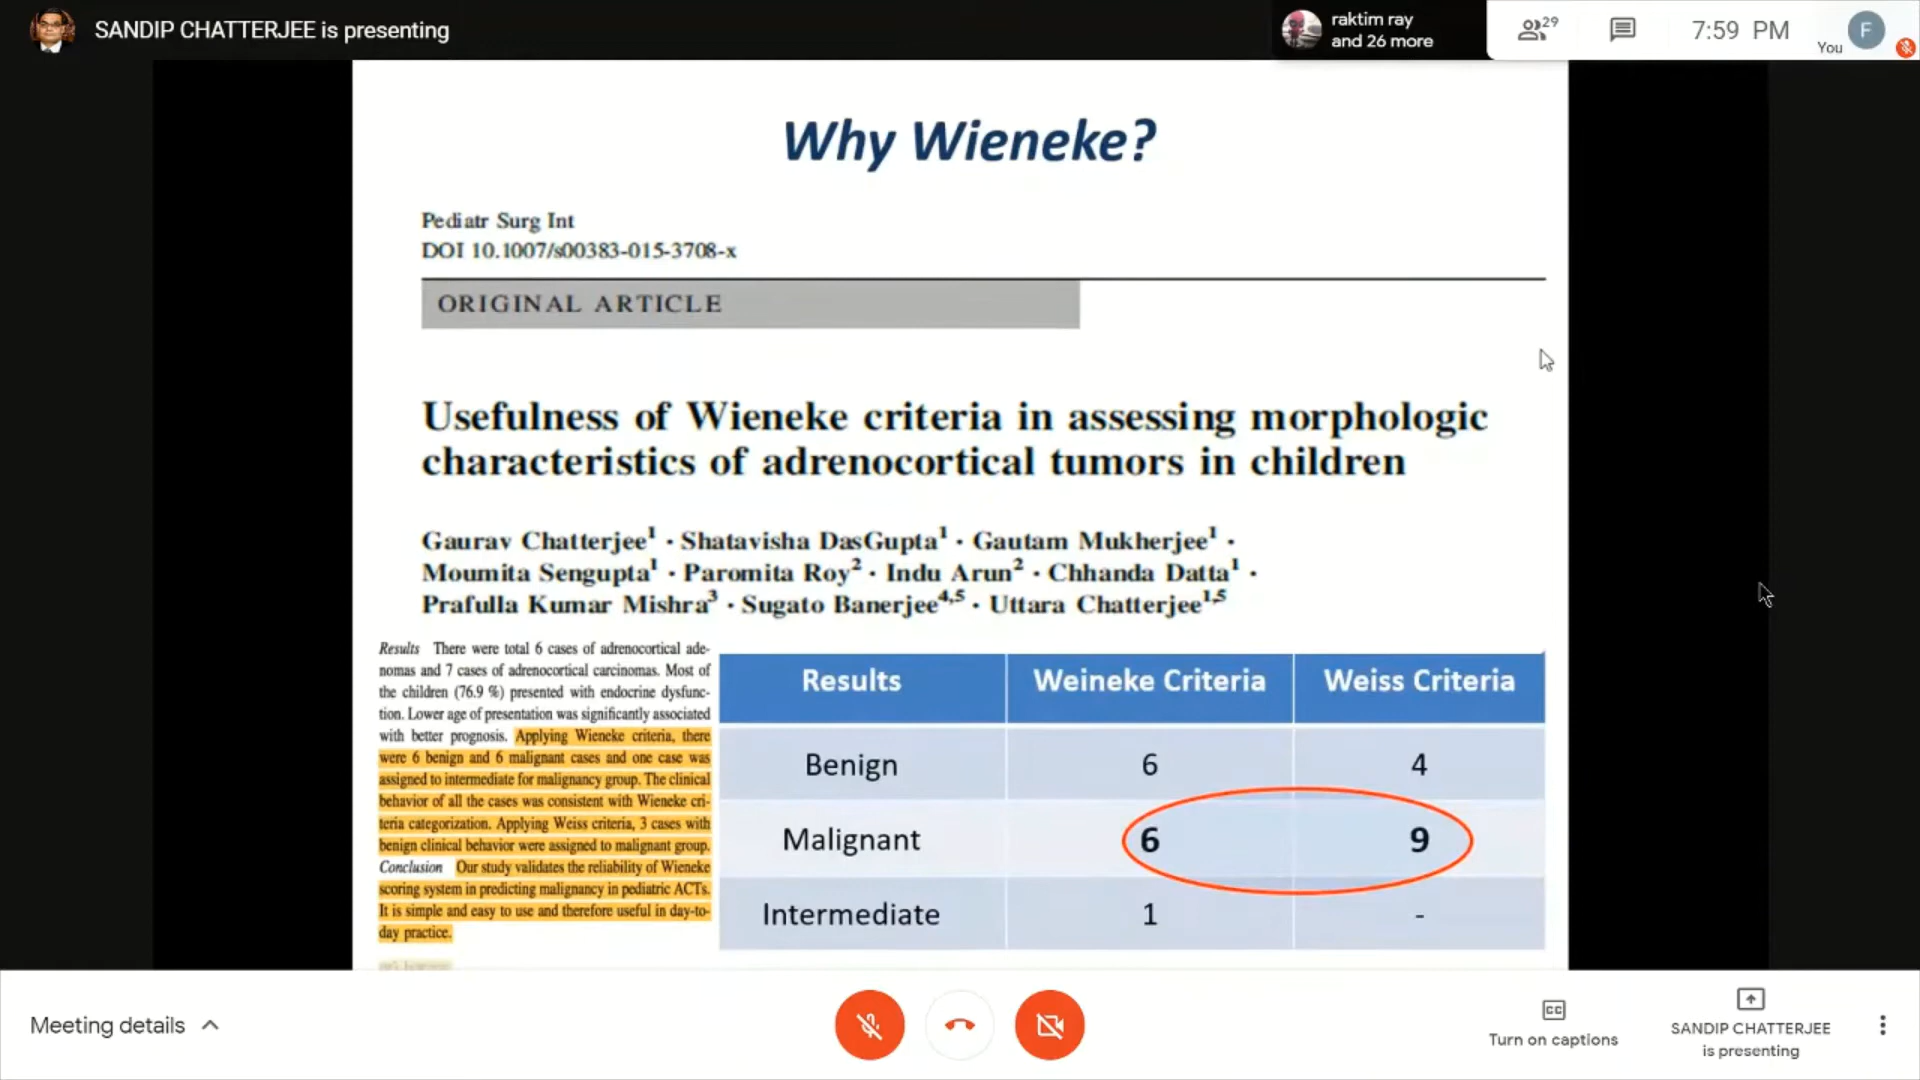 SANDIP CHATTERJEE is presenting
raktim ray
and 26 more
29
7:59 PM
You
F
Why Wieneke?
Pediatr Surg Int
DOI 10.1007/s00383-015-3708-x
ORIGINAL ARTICLE
Usefulness of Wieneke criteria in assessing morphologic
characteristics of adrenocortical tumors in children
Gaurav Chatterjee1 · Shatavisha DasGupta1 · Gautam Mukherjee1 ·
Moumita Sengupta1 · Paromita Roy2 · Indu Arun2 · Chhanda Datta1 ·
Prafulla Kumar Mishra3 · Sugato Banerjee4,5 · Uttara Chatterjee1,5
Results There were total 6 cases of adrenocortical ade-
nomas and 7 cases of adrenocortical carcinomas. Most of
the children (76.9 %) presented with endocrine dysfunc-
tion. Lower age of presentation was significantly associated
with better prognosis. Applying Wieneke criteria, there
were 6 benign and 6 malignant cases and one case was
assigned to intermediate for malignancy group. The clinical
behavior of all the cases was consistent with Wieneke cri-
teria categorization. Applying Weiss criteria, 3 cases with
benign clinical behavior were assigned to malignant group.
Conclusion Our study validates the reliability of Wieneke
scoring system in predicting malignancy in pediatric ACTs.
It is simple and easy to use and therefore useful in day-to-
day practice.
Results Weineke Criteria Weiss Criteria
Benign 6 4
Malignant 6 9
Intermediate 1 -
Meeting details
CC
Turn on captions
SANDIP CHATTERJEE
is presenting